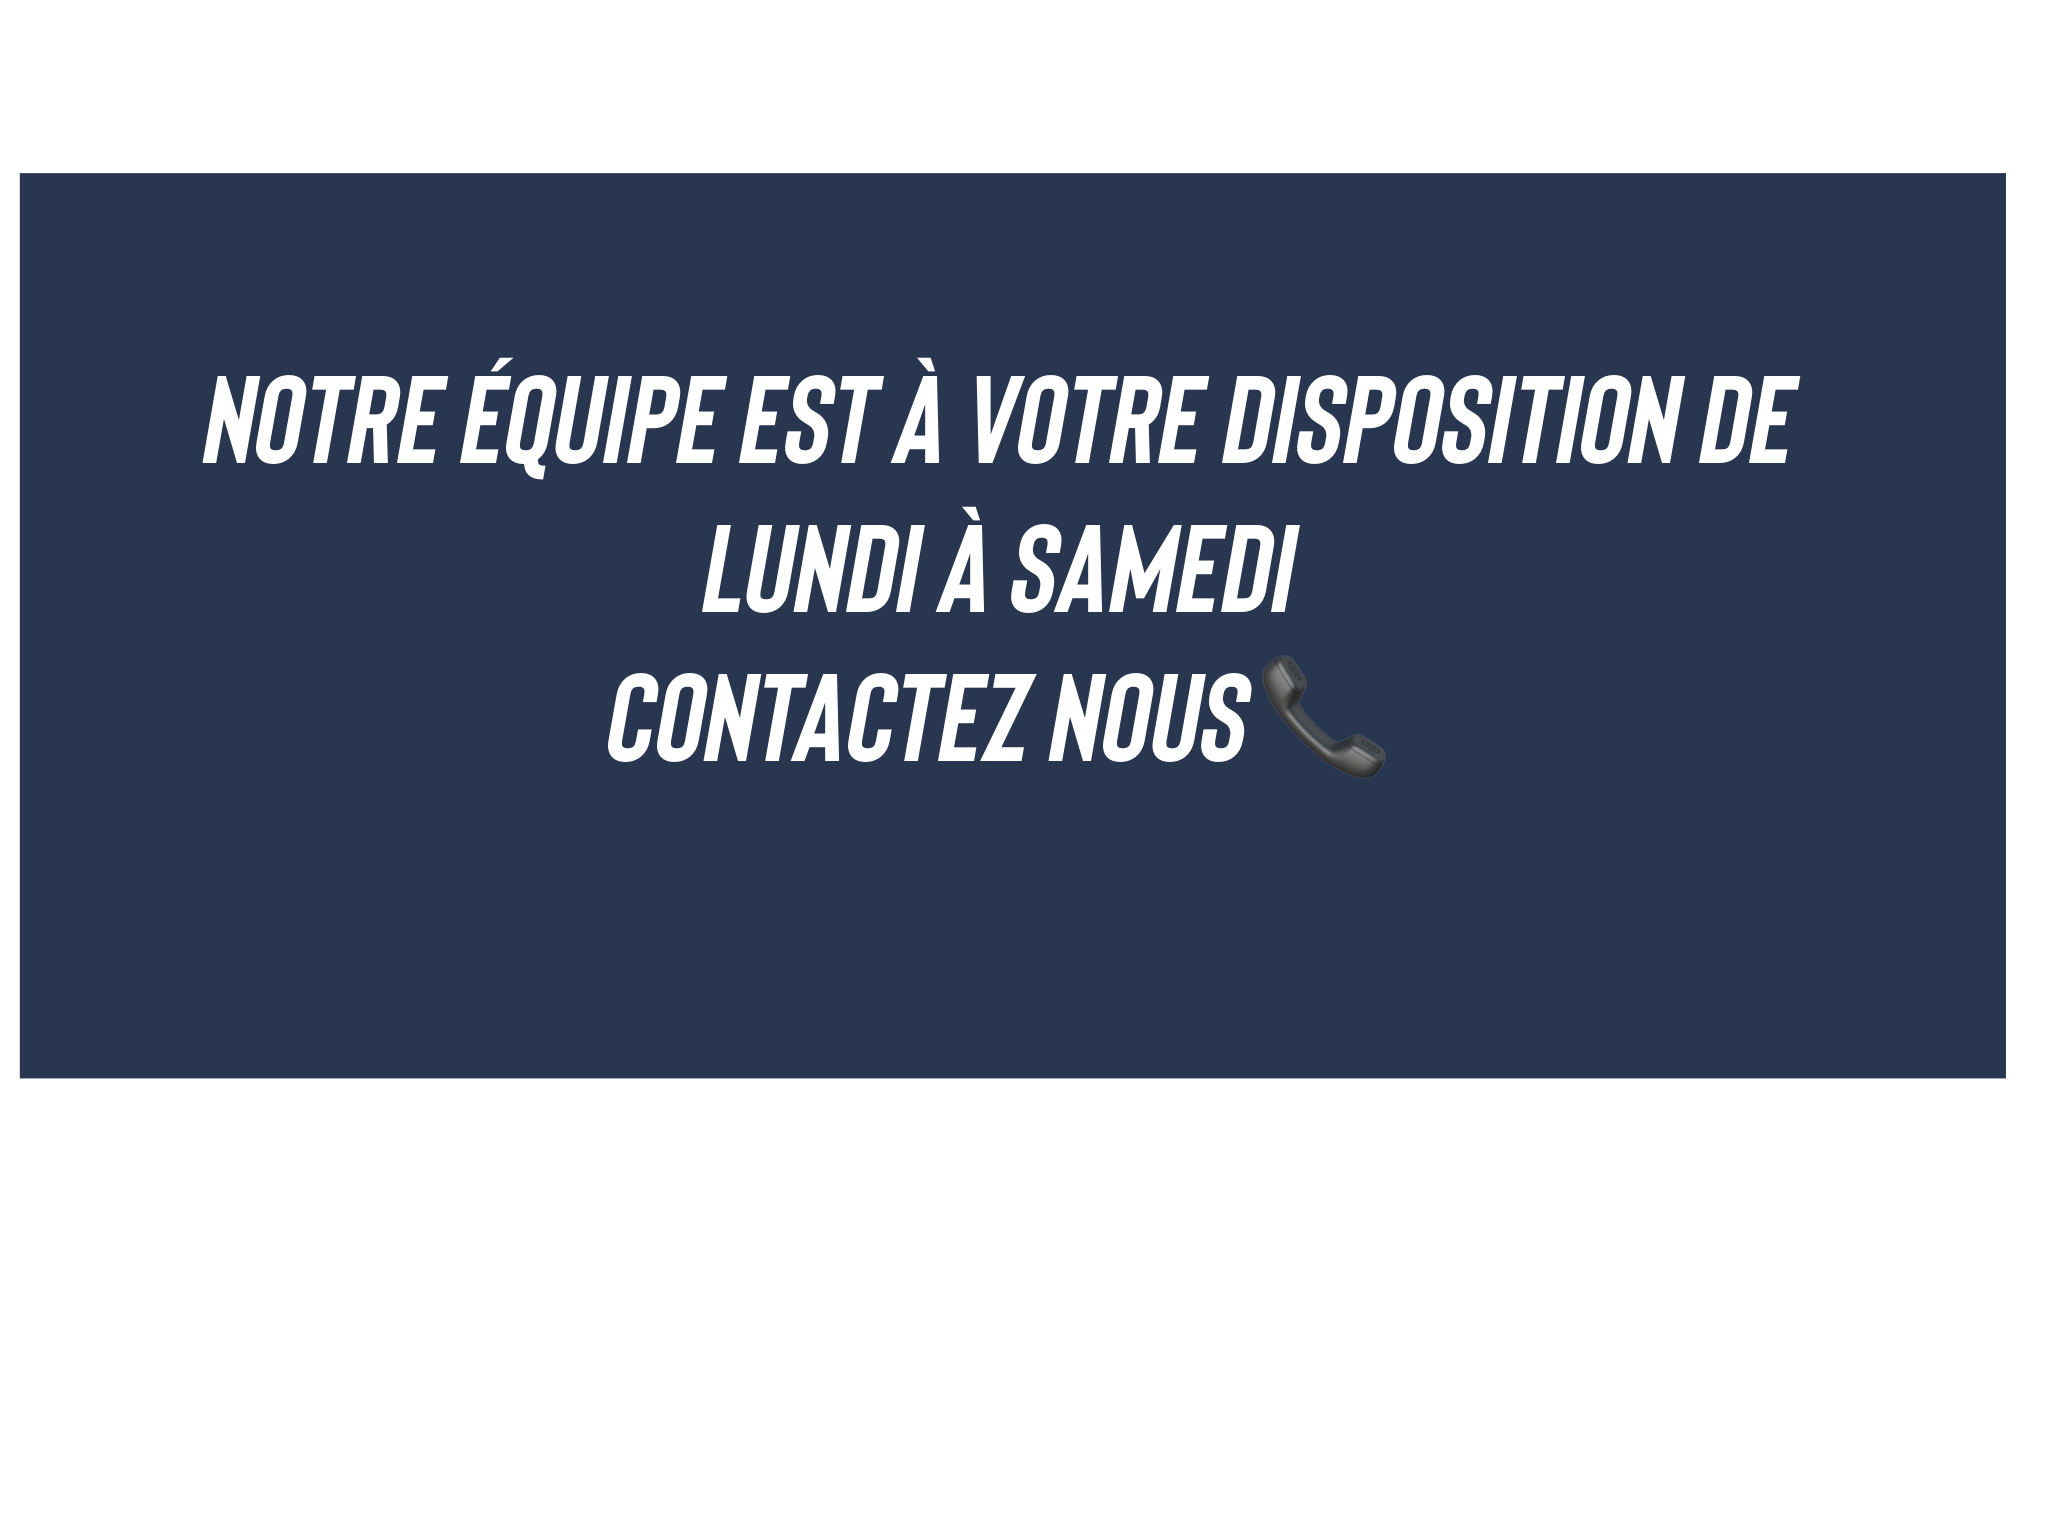 NOTRE ÉQUIPE EST À VOTRE DISPOSITION DE
LUNDI À SAMEDI
CONTACTEZ NOUS📞